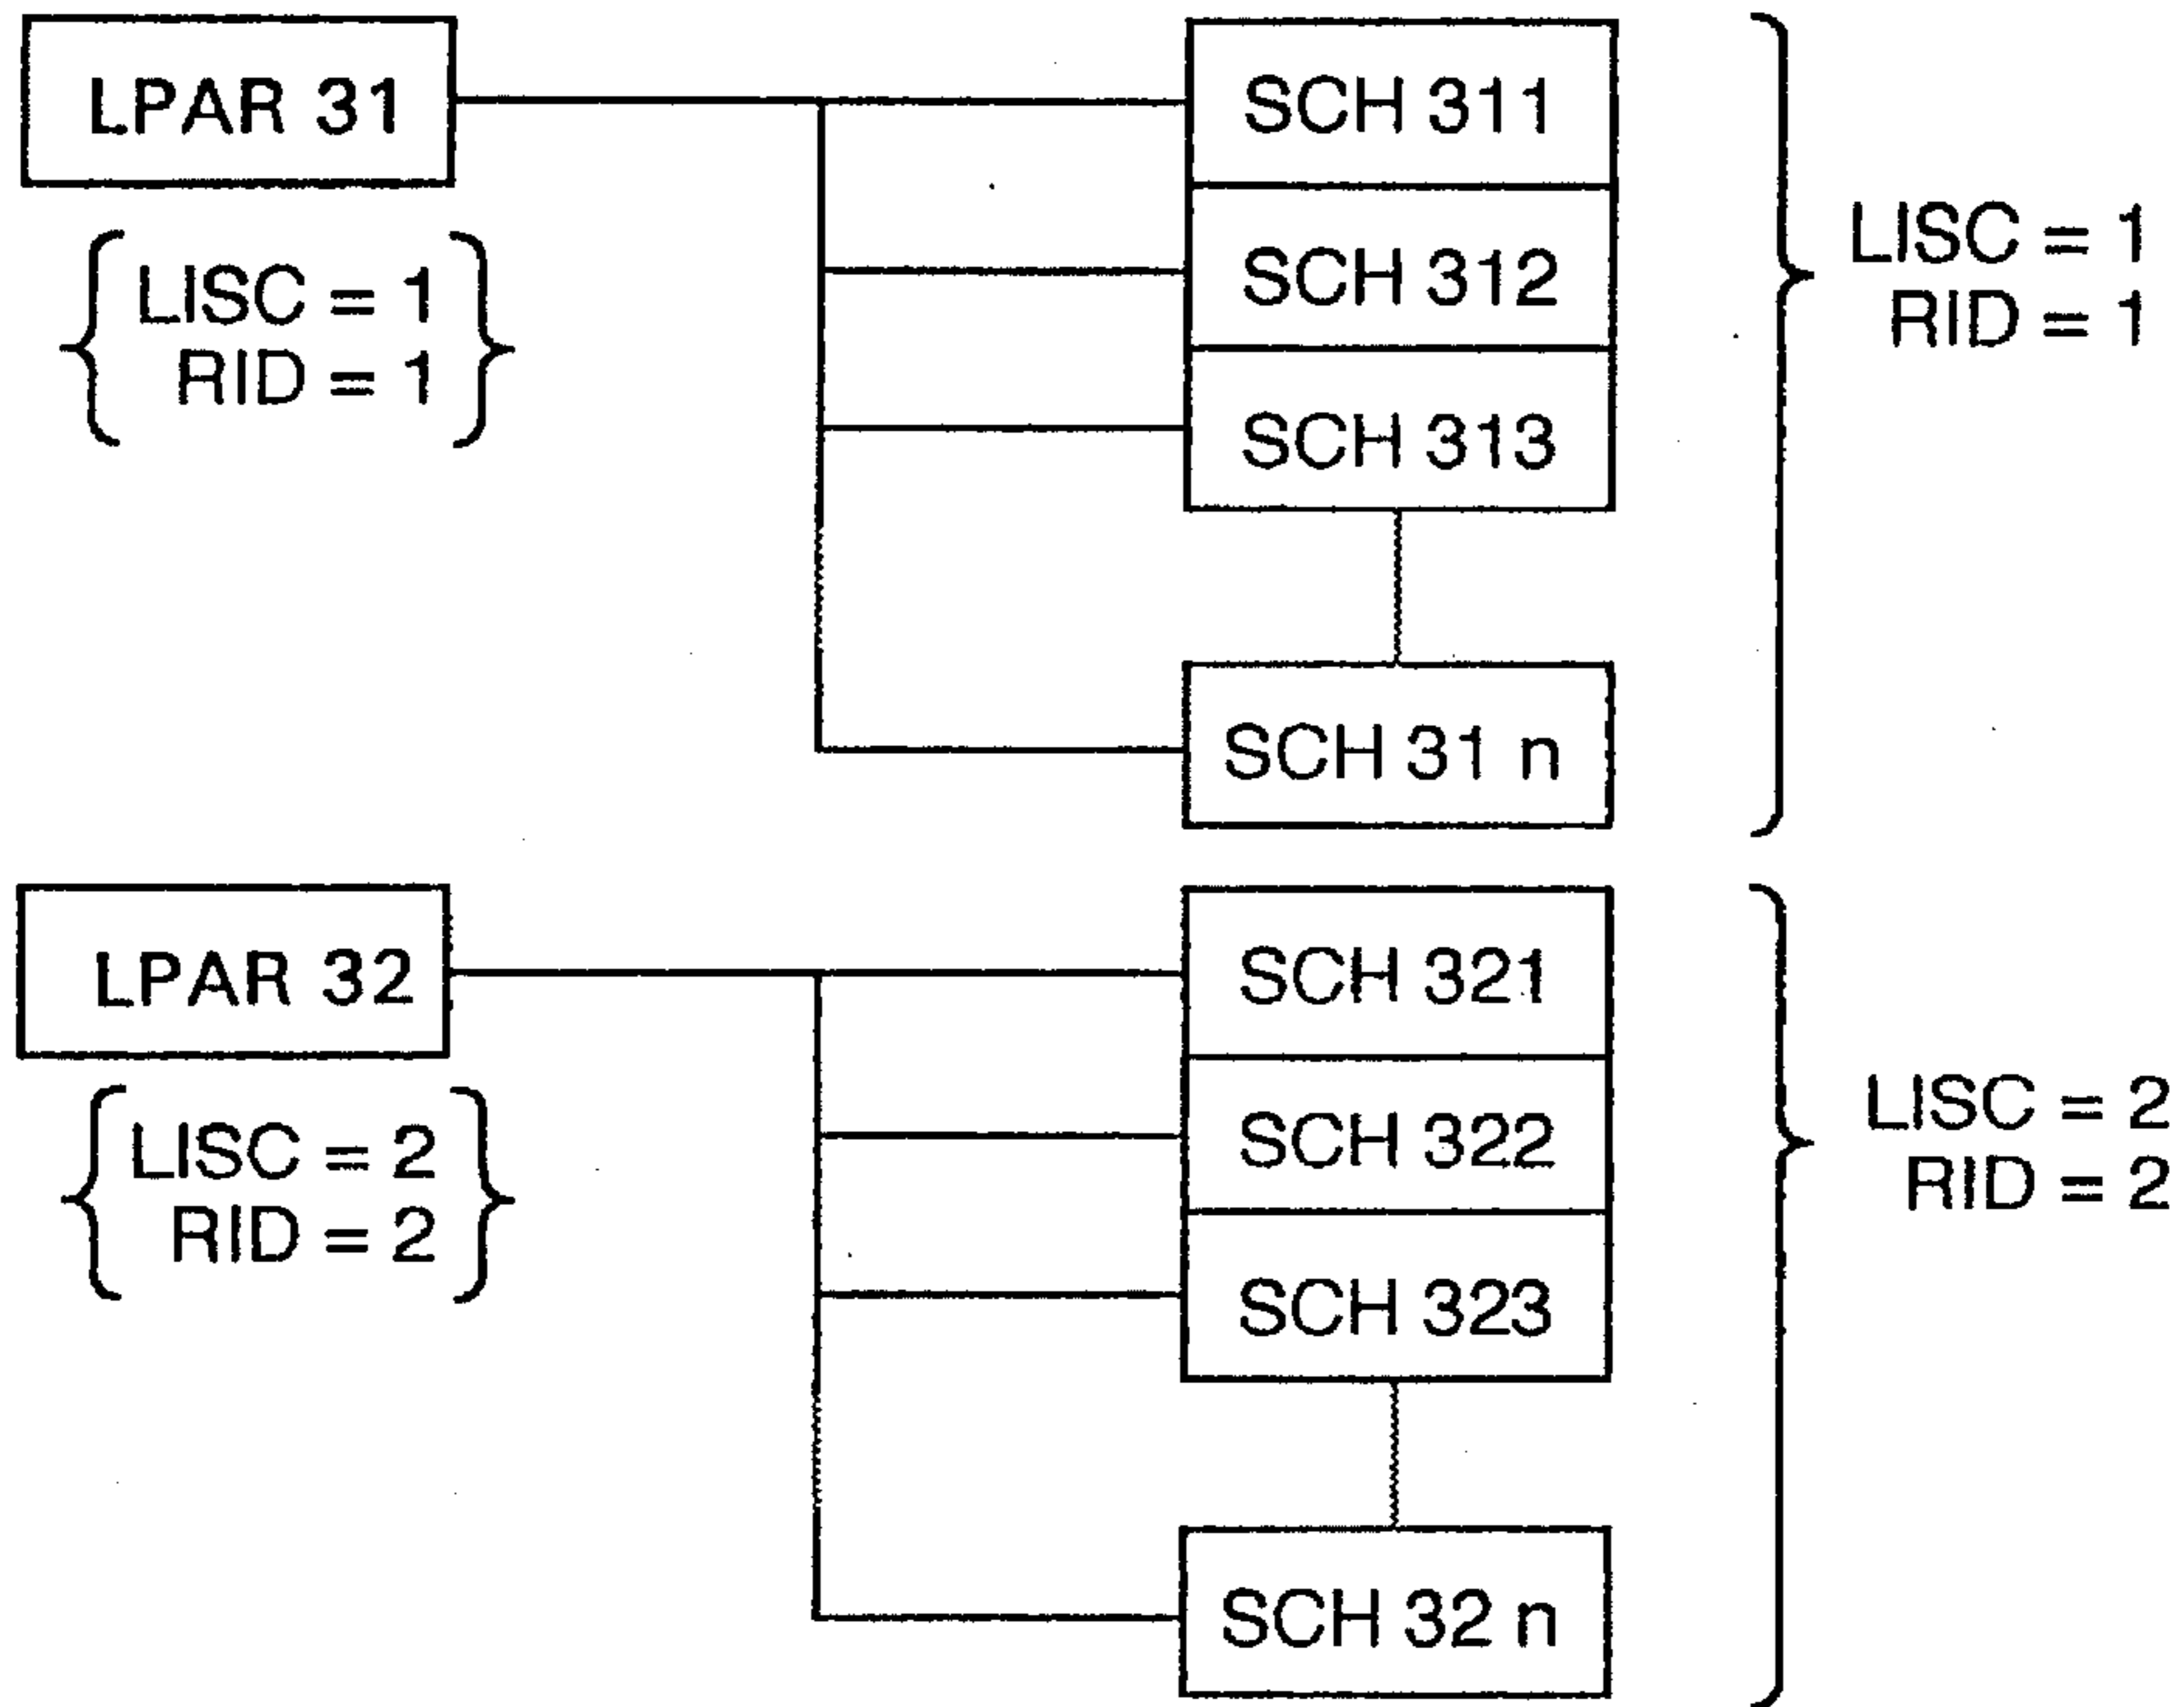 LPAR 31
LISC = 1
RID = 1
SCH 311
SCH 312
SCH 313
SCH 31 n
LISC = 1
RID = 1
LPAR 32
LISC = 2
RID = 2
SCH 321
SCH 322
SCH 323
SCH 32 n
LISC = 2
RID = 2